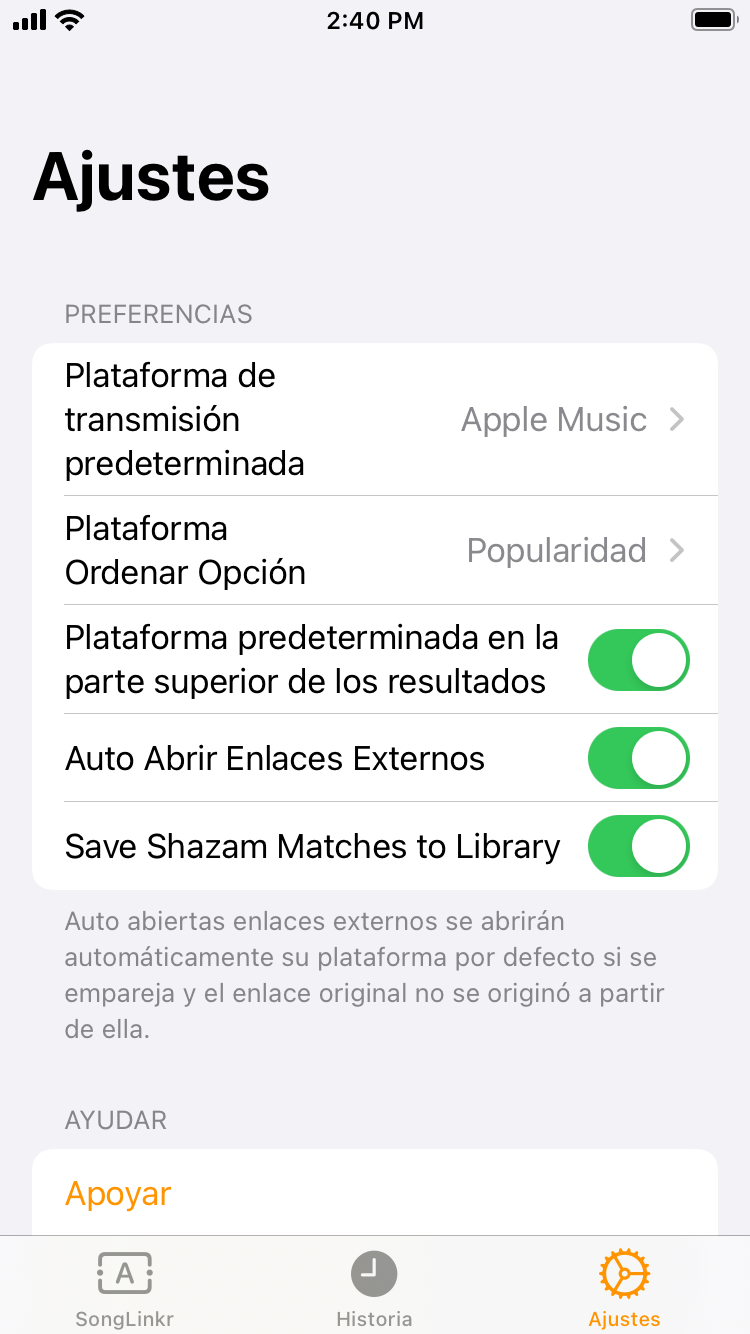 2:40 PM
Ajustes
PREFERENCIAS
Plataforma de
transmisión
predeterminada
Apple Music
Plataforma
Ordenar Opción
Popularidad
Plataforma predeterminada en la
parte superior de los resultados
Auto Abrir Enlaces Externos
Save Shazam Matches to Library
Auto abiertas enlaces externos se abrirán
automáticamente su plataforma por defecto si se
empareja y el enlace original no se originó a partir
de ella.
AYUDAR
Apoyar
A
SongLinkr
Historia
Ajustes